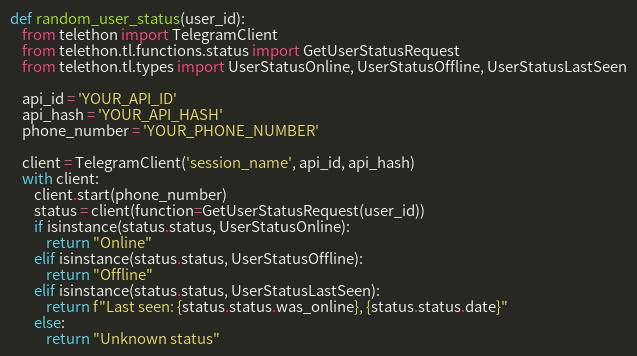 def random_user_status(user_id):
    from telethon import TelegramClient
    from telethon.tl.functions.status import GetUserStatusRequest
    from telethon.tl.types import UserStatusOnline, UserStatusOffline, UserStatusLastSeen

    api_id = 'YOUR_API_ID'
    api_hash = 'YOUR_API_HASH'
    phone_number = 'YOUR_PHONE_NUMBER'

    client = TelegramClient('session_name', api_id, api_hash)
    with client:
        client.start(phone_number)
        status = client(function=GetUserStatusRequest(user_id))
        if isinstance(status.status, UserStatusOnline):
            return "Online"
        elif isinstance(status.status, UserStatusOffline):
            return "Offline"
        elif isinstance(status.status, UserStatusLastSeen):
            return f"Last seen: {status.status.was_online}, {status.status.date}"
        else:
            return "Unknown status"